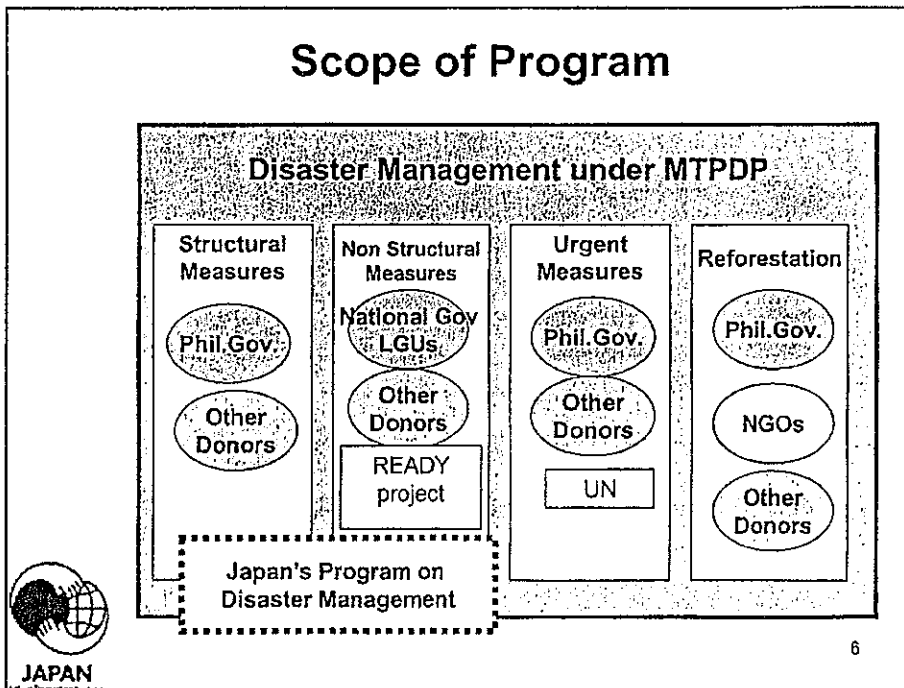 Scope of Program
Disaster Management under MTPDP
Structural
Measures
Phil.Gov.
Other
Donors
Non Structural
Measures
National Gov
LGUs
Other
Donors
READY
project
Urgent
Measures
Phil.Gov.
Other
Donors
UN
Reforestation
Phil.Gov.
NGOs
Other
Donors
Japan's Program on
Disaster Management
JAPAN
6